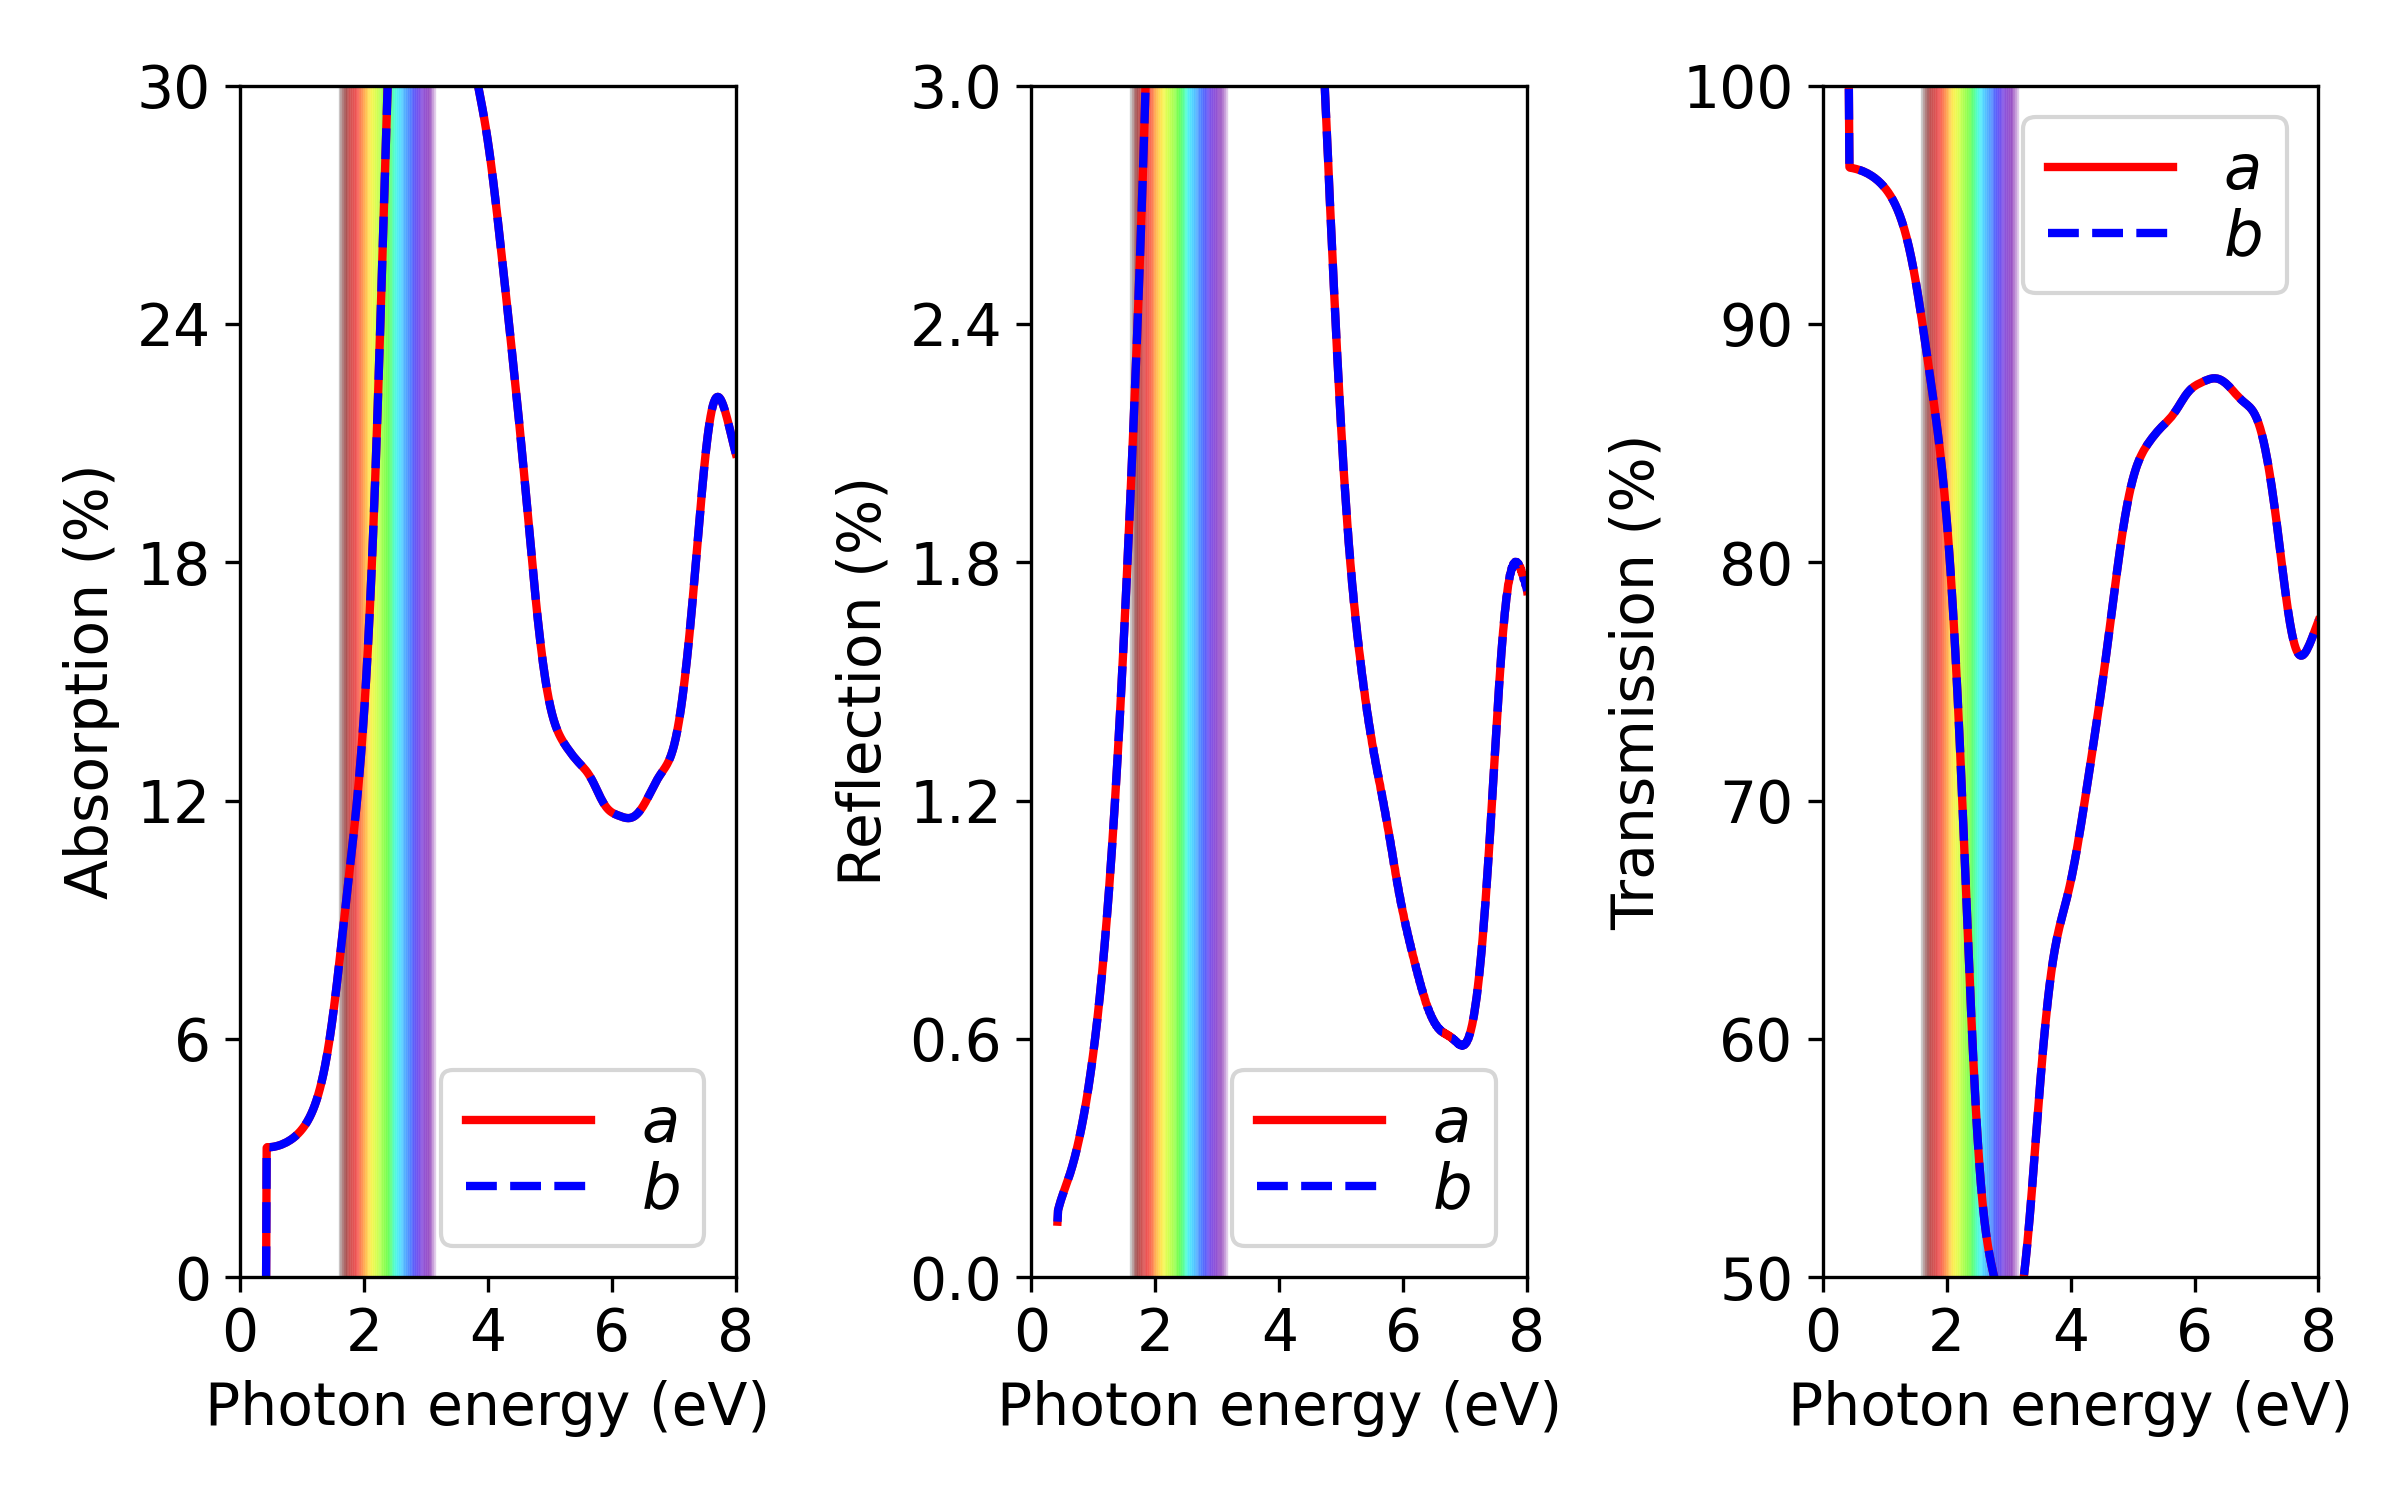 Absorption (%)
30
24
18
12
6
0
0 2 4 6 8
Photon energy (eV)
a
b
Reflection (%)
3.0
2.4
1.8
1.2
0.6
0.0
0 2 4 6 8
Photon energy (eV)
a
b
Transmission (%)
100
90
80
70
60
50
0 2 4 6 8
Photon energy (eV)
a
b